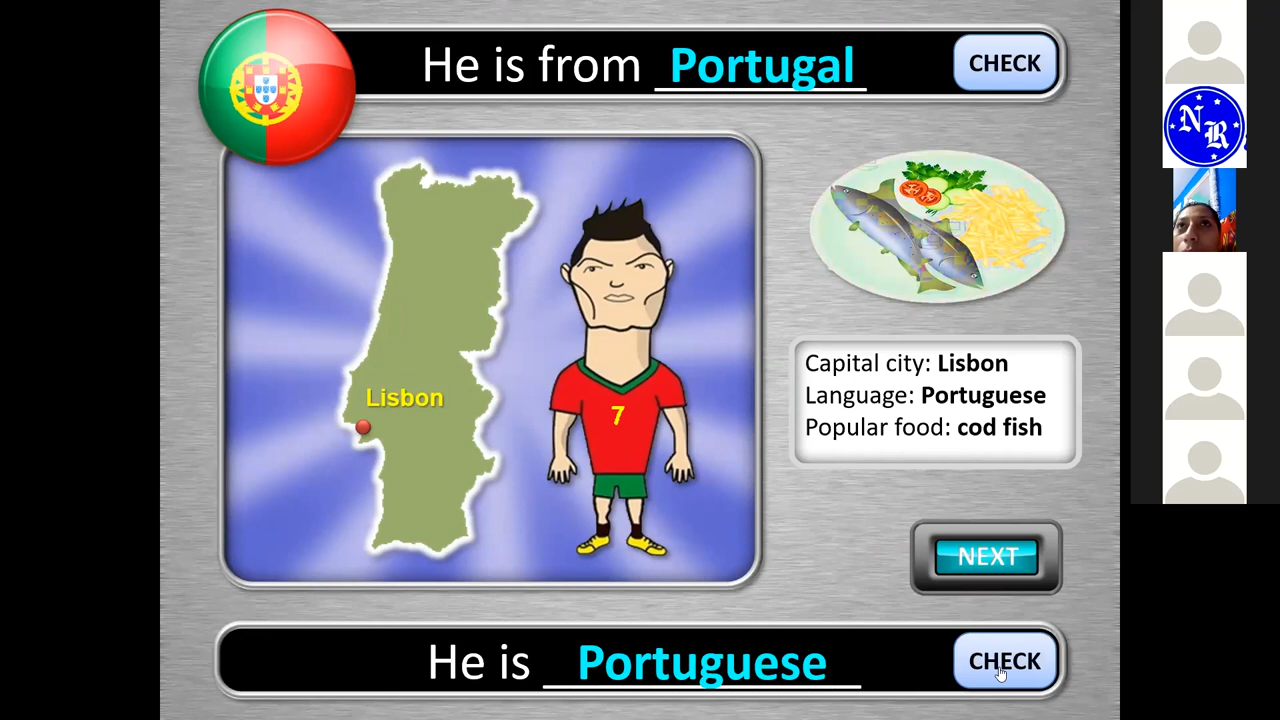 He is from Portugal
CHECK
Lisbon
7
Capital city: Lisbon
Language: Portuguese
Popular food: cod fish
NEXT
He is Portuguese
CHECK
N R